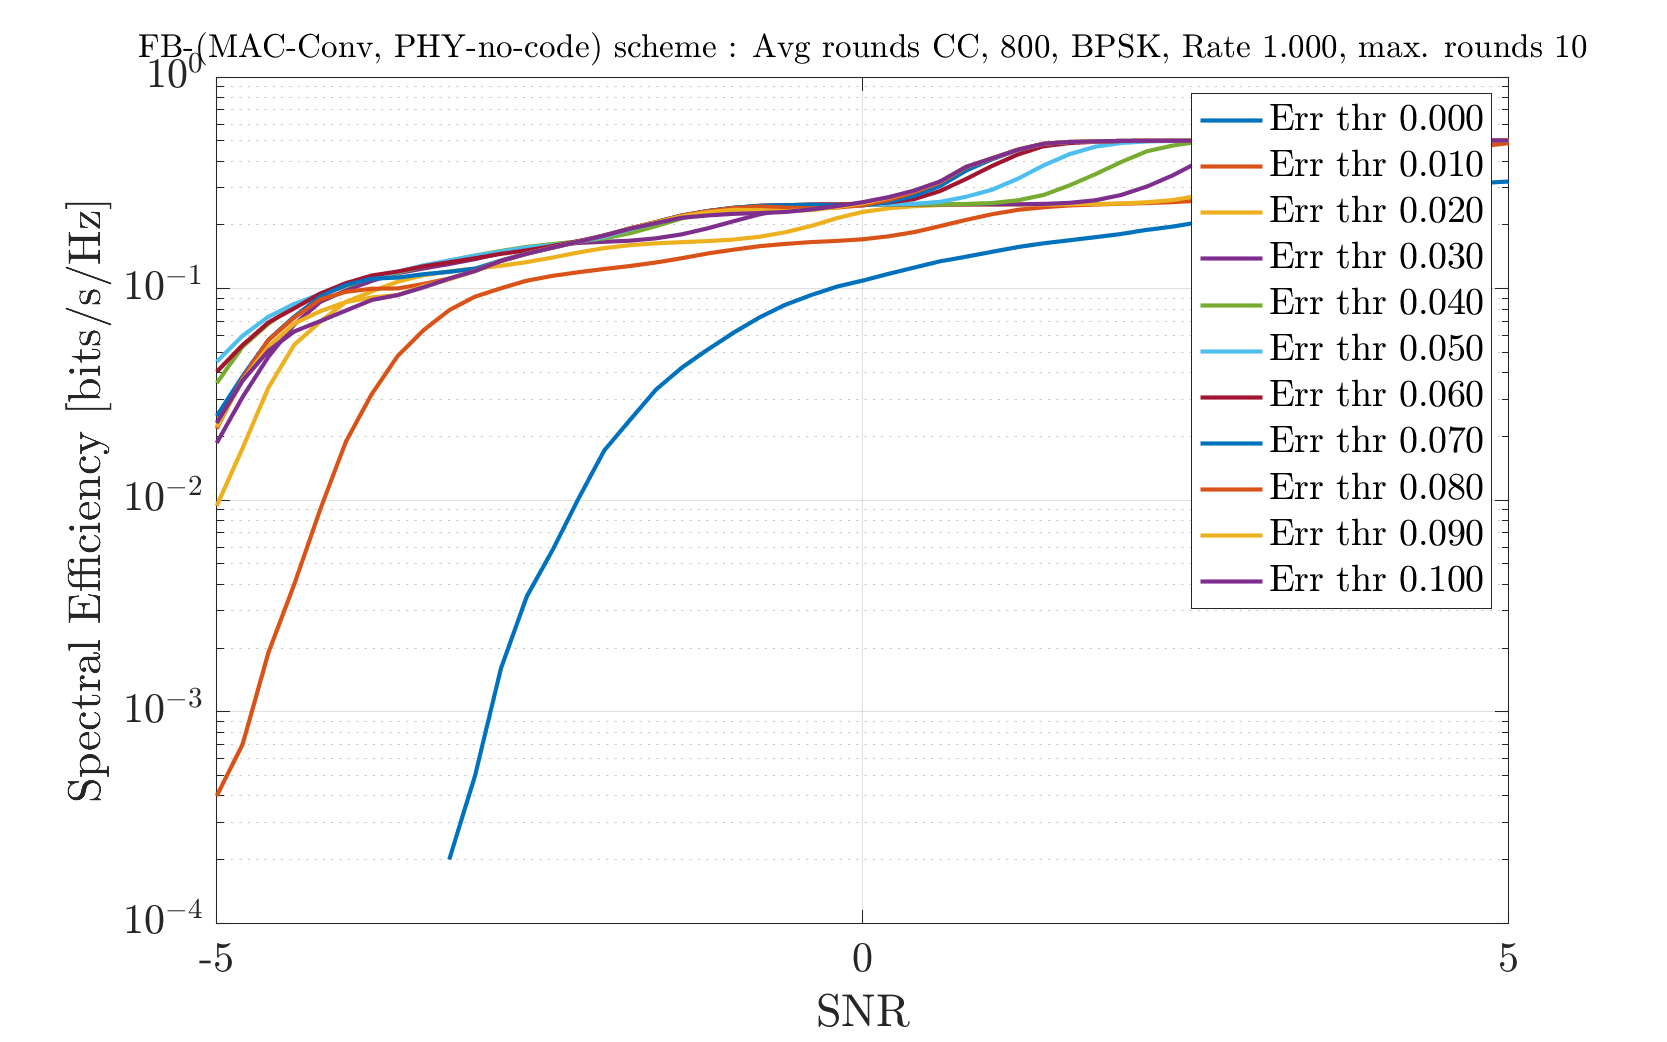 FB-(MAC-Conv, PHY-no-code) scheme : Avg rounds CC, 800, BPSK, Rate 1.000, max. rounds 10
10^0
10^{-1}
10^{-2}
10^{-3}
10^{-4}
Spectral Efficiency [bits/s/Hz]
Err thr 0.000
Err thr 0.010
Err thr 0.020
Err thr 0.030
Err thr 0.040
Err thr 0.050
Err thr 0.060
Err thr 0.070
Err thr 0.080
Err thr 0.090
Err thr 0.100
-5 0 5
SNR